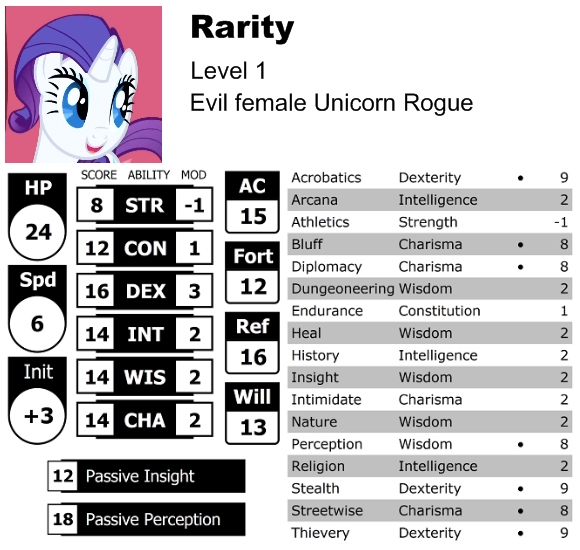 Rarity
Level 1
Evil female Unicorn Rogue
HP
24
Spd
6
Init
+3
SCORE ABILITY MOD
8 STR -1
12 CON 1
16 DEX 3
14 INT 2
14 WIS 2
14 CHA 2
AC
15
Fort
12
Ref
16
Will
13
12 Passive Insight
18 Passive Perception
Acrobatics Dexterity • 9
Arcana Intelligence 2
Athletics Strength -1
Bluff Charisma • 8
Diplomacy Charisma • 8
Dungeoneering Wisdom 2
Endurance Constitution 1
Heal Wisdom 2
History Intelligence 2
Insight Wisdom 2
Intimidate Charisma 2
Nature Wisdom 2
Perception Wisdom • 8
Religion Intelligence 2
Stealth Dexterity • 9
Streetwise Charisma • 8
Thievery Dexterity • 9